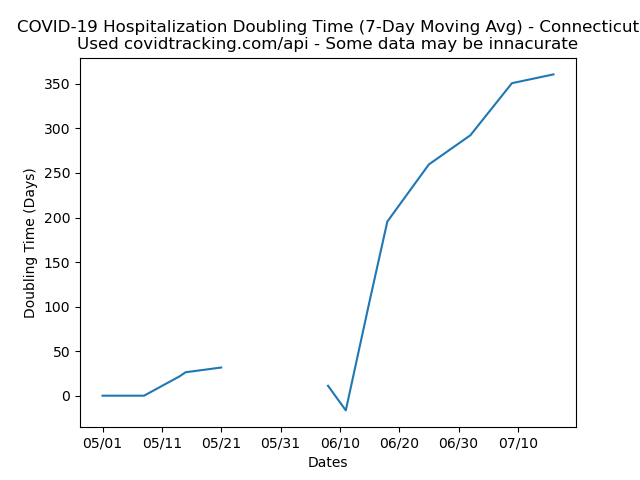 COVID-19 Hospitalization Doubling Time (7-Day Moving Avg) - Connecticut
Used covidtracking.com/api - Some data may be innacurate
350
300
250
200
150
100
50
0
Doubling Time (Days)
05/01 05/11 05/21 05/31 06/10 06/20 06/30 07/10
Dates